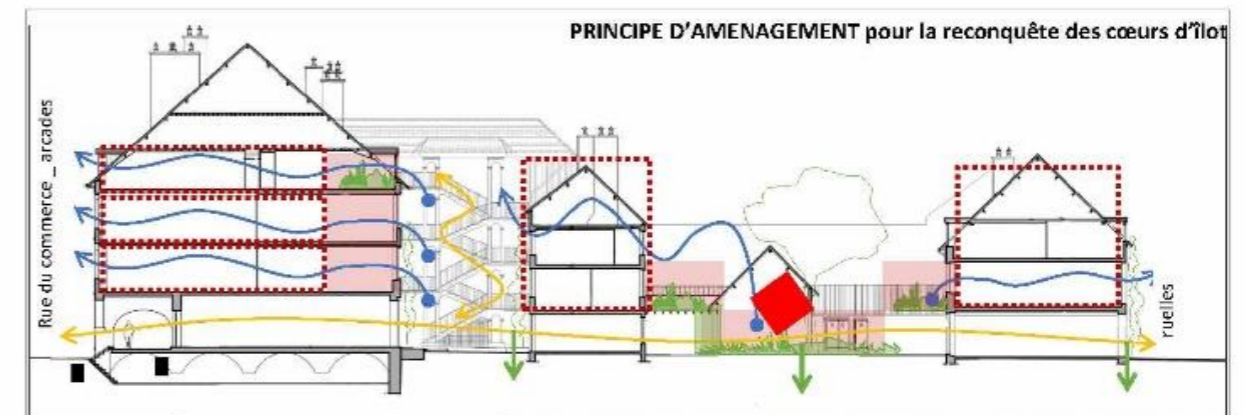 PRINCIPE D'AMENAGEMENT pour la reconquête des cœurs d'îlot
Rue du commerce _ arcades
ruelles